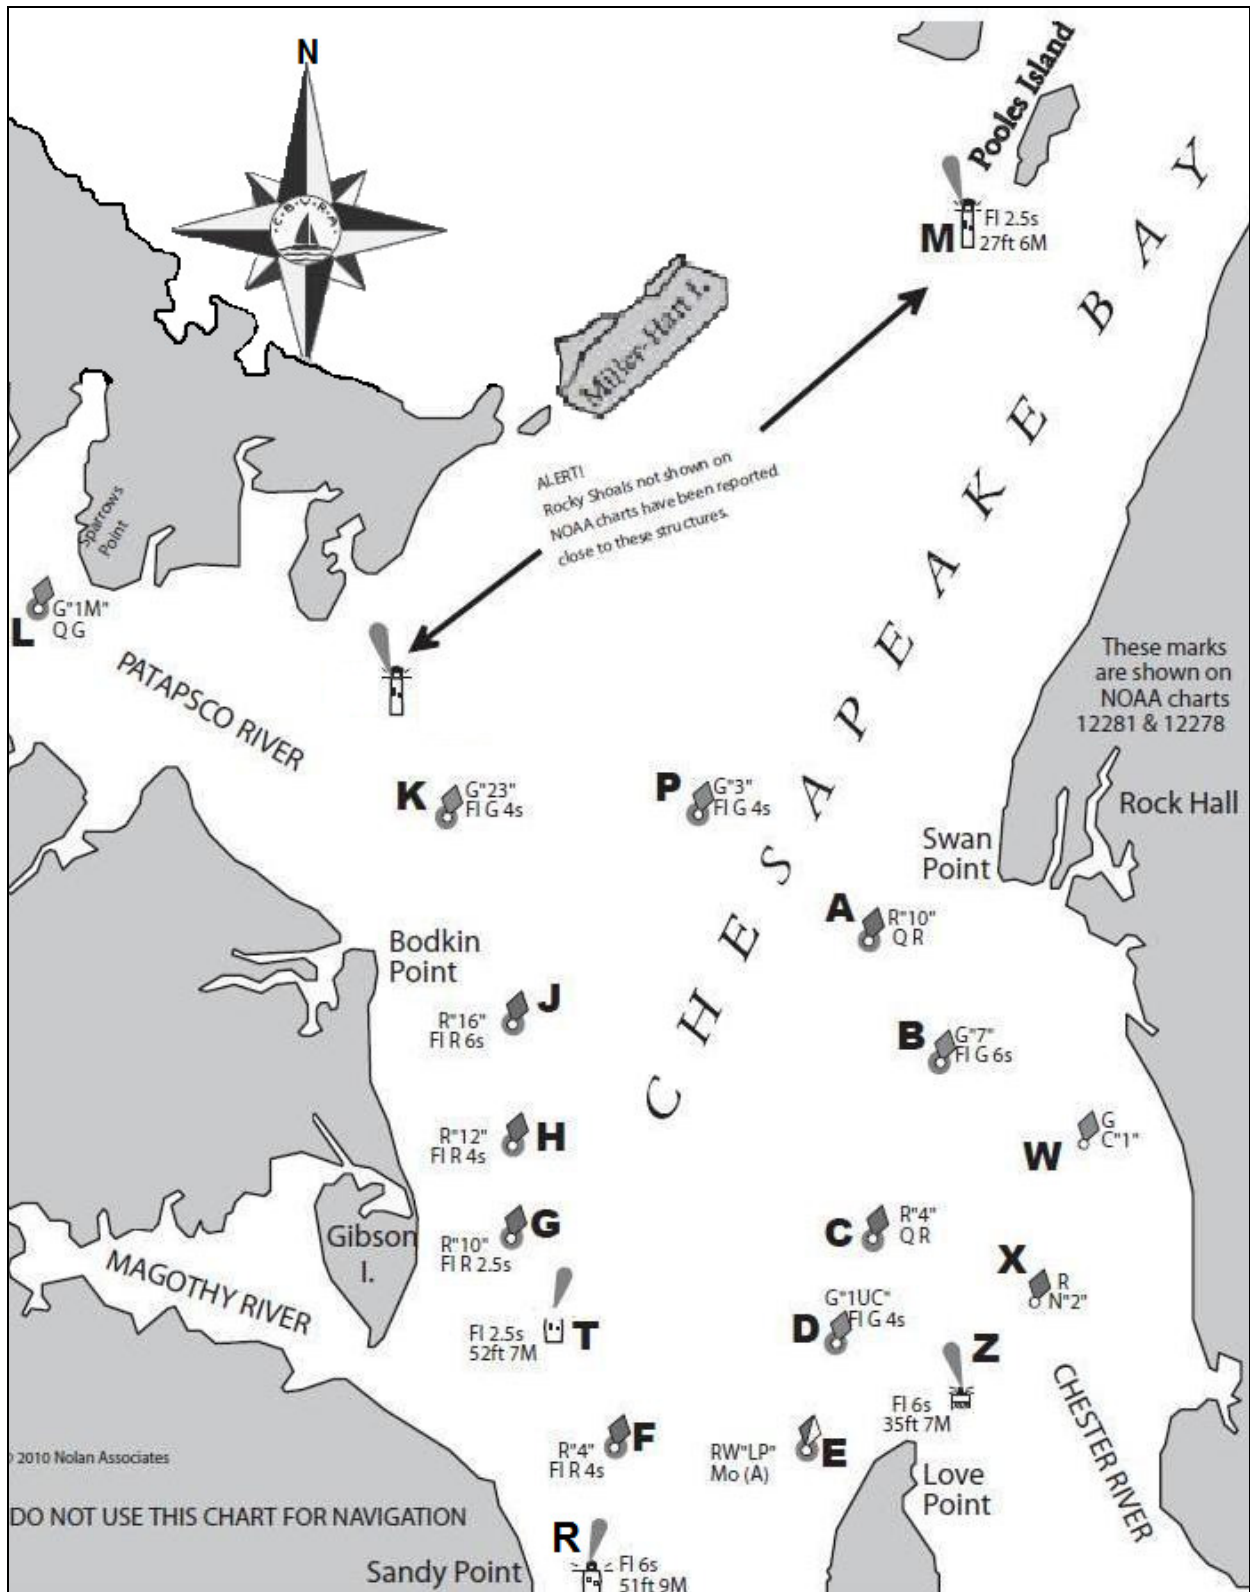 N
C·B·Y·R·A
Pooles Island
M
Fl 2.5s
27ft 6M
CHESAPEAKE BAY
Miller-Hart I.
ALERT!
Rocky Shoals not shown on
NOAA charts have been reported
close to these structures.
Sparrows
Point
L
G"1M"
Q G
PATAPSCO RIVER
These marks
are shown on
NOAA charts
12281 & 12278
K
G"23"
Fl G 4s
P
G"3"
Fl G 4s
Rock Hall
Swan
Point
A
R"10"
Q R
Bodkin
Point
J
R"16"
Fl R 6s
B
G"7"
Fl G 6s
H
R"12"
Fl R 4s
W
G
C"1"
G
R"10"
Fl R 2.5s
C
R"4"
Q R
Gibson
I.
X
R
N"2"
MAGOTHY RIVER
T
Fl 2.5s
52ft 7M
D
G"1UC"
Fl G 4s
Z
Fl 6s
35ft 7M
CHESTER RIVER
F
R"4"
Fl R 4s
E
RW"LP"
Mo (A)
2010 Nolan Associates
Love
Point
DO NOT USE THIS CHART FOR NAVIGATION
R
Fl 6s
51ft 9M
Sandy Point